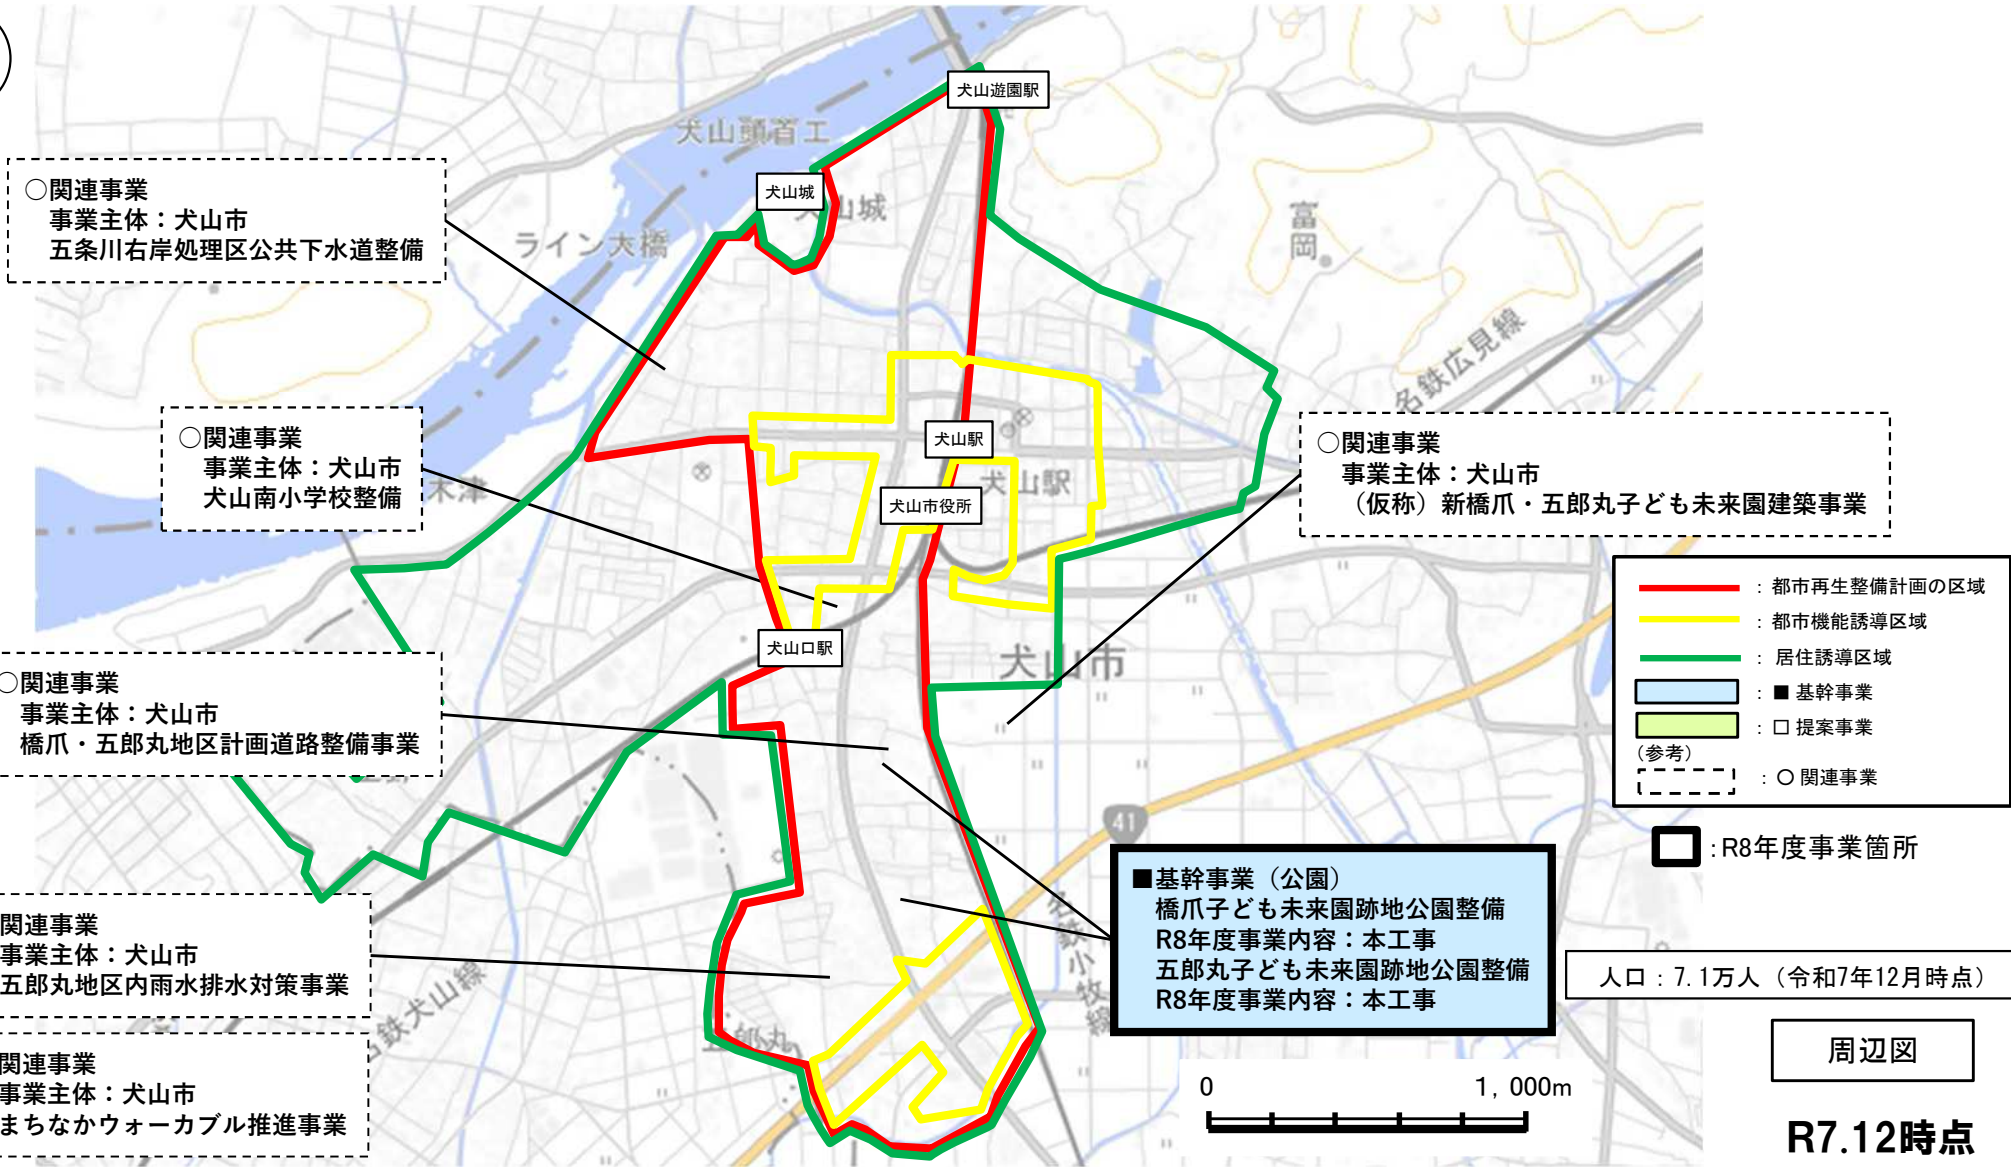 犬山遊園駅
犬山頭首工
○関連事業
事業主体：犬山市
五条川右岸処理区公共下水道整備
犬山城
犬山城
ライン大橋
富岡
名鉄広見線
○関連事業
事業主体：犬山市
犬山南小学校整備
木津
犬山駅
犬山駅
犬山市役所
○関連事業
事業主体：犬山市
（仮称）新橋爪・五郎丸子ども未来園建築事業
：都市再生整備計画の区域
：都市機能誘導区域
：居住誘導区域
：■ 基幹事業
：□ 提案事業
(参考)
：○ 関連事業
：R8年度事業箇所
犬山口駅
犬山市
○関連事業
事業主体：犬山市
橋爪・五郎丸地区計画道路整備事業
41
■基幹事業（公園）
橋爪子ども未来園跡地公園整備
R8年度事業内容：本工事
五郎丸子ども未来園跡地公園整備
R8年度事業内容：本工事
名鉄小牧線
関連事業
事業主体：犬山市
五郎丸地区内雨水排水対策事業
名鉄犬山線
五郎丸
関連事業
事業主体：犬山市
まちなかウォーカブル推進事業
人口：7.1万人（令和7年12月時点）
周辺図
0 1,000m
R7.12時点